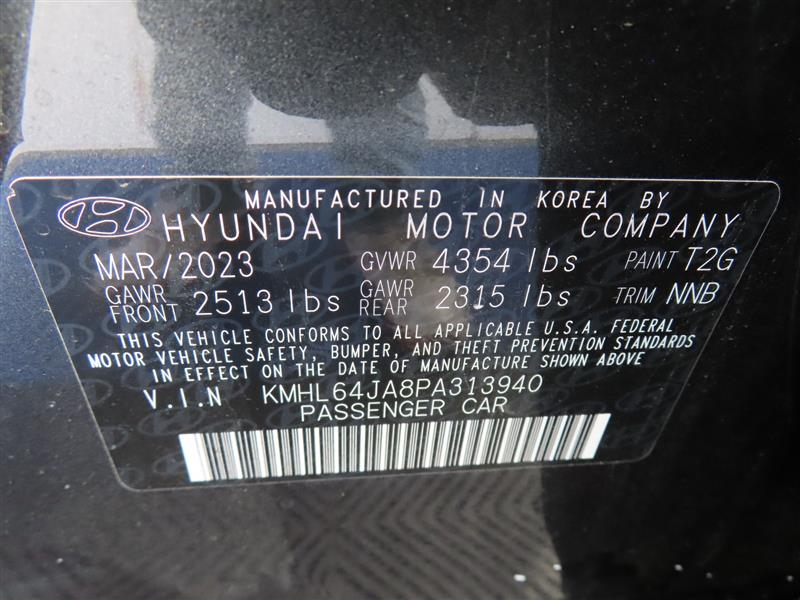 MANUFACTURED IN KOREA BY
HYUNDAI MOTOR COMPANY
MAR/2023 GVWR 4354 lbs PAINT T2G
GAWR FRONT 2513 lbs GAWR REAR 2315 lbs TRIM NNB
THIS VEHICLE CONFORMS TO ALL APPLICABLE U.S.A. FEDERAL
MOTOR VEHICLE SAFETY, BUMPER, AND THEFT PREVENTION STANDARDS
IN EFFECT ON THE DATE OF MANUFACTURE SHOWN ABOVE
V.I.N KMHL64JA8PA313940
PASSENGER CAR